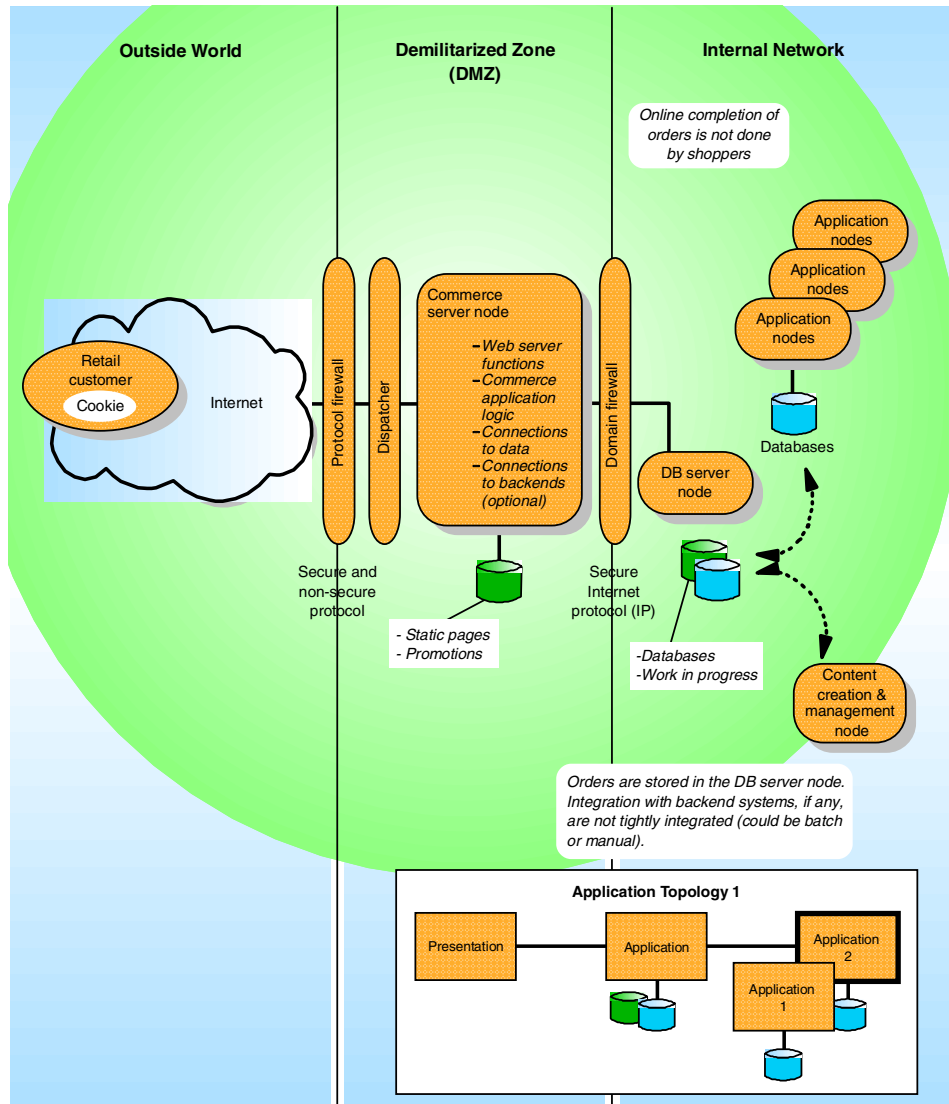 Outside World
Demilitarized Zone
(DMZ)
Internal Network
Online completion of
orders is not done
by shoppers
Application
nodes
Application
nodes
Application
nodes
Databases
Retail
customer
Cookie
Internet
Protocol firewall
Dispatcher
Commerce
server node
–Web server
functions
–Commerce
application
logic
–Connections
to data
–Connections
to backends
(optional)
Domain firewall
DB server
node
Secure and
non-secure
protocol
- Static pages
- Promotions
Secure
Internet
protocol (IP)
-Databases
-Work in progress
Content
creation &
management
node
Orders are stored in the DB server node.
Integration with backend systems, if any,
are not tightly integrated (could be batch
or manual).
Application Topology 1
Presentation
Application
Application
2
Application
1